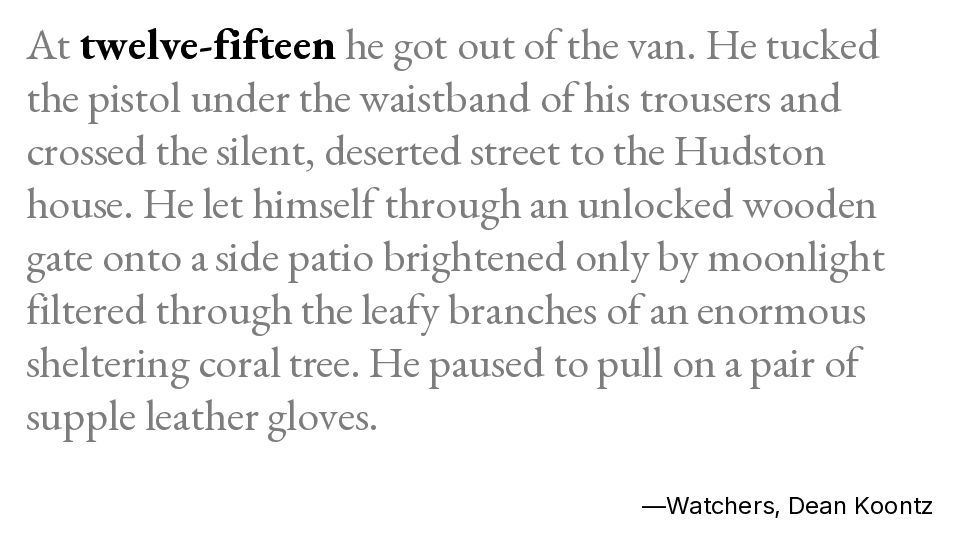 At twelve-fifteen he got out of the van. He tucked
the pistol under the waistband of his trousers and
crossed the silent, deserted street to the Hudston
house. He let himself through an unlocked wooden
gate onto a side patio brightened only by moonlight
filtered through the leafy branches of an enormous
sheltering coral tree. He paused to pull on a pair of
supple leather gloves.
—Watchers, Dean Koontz